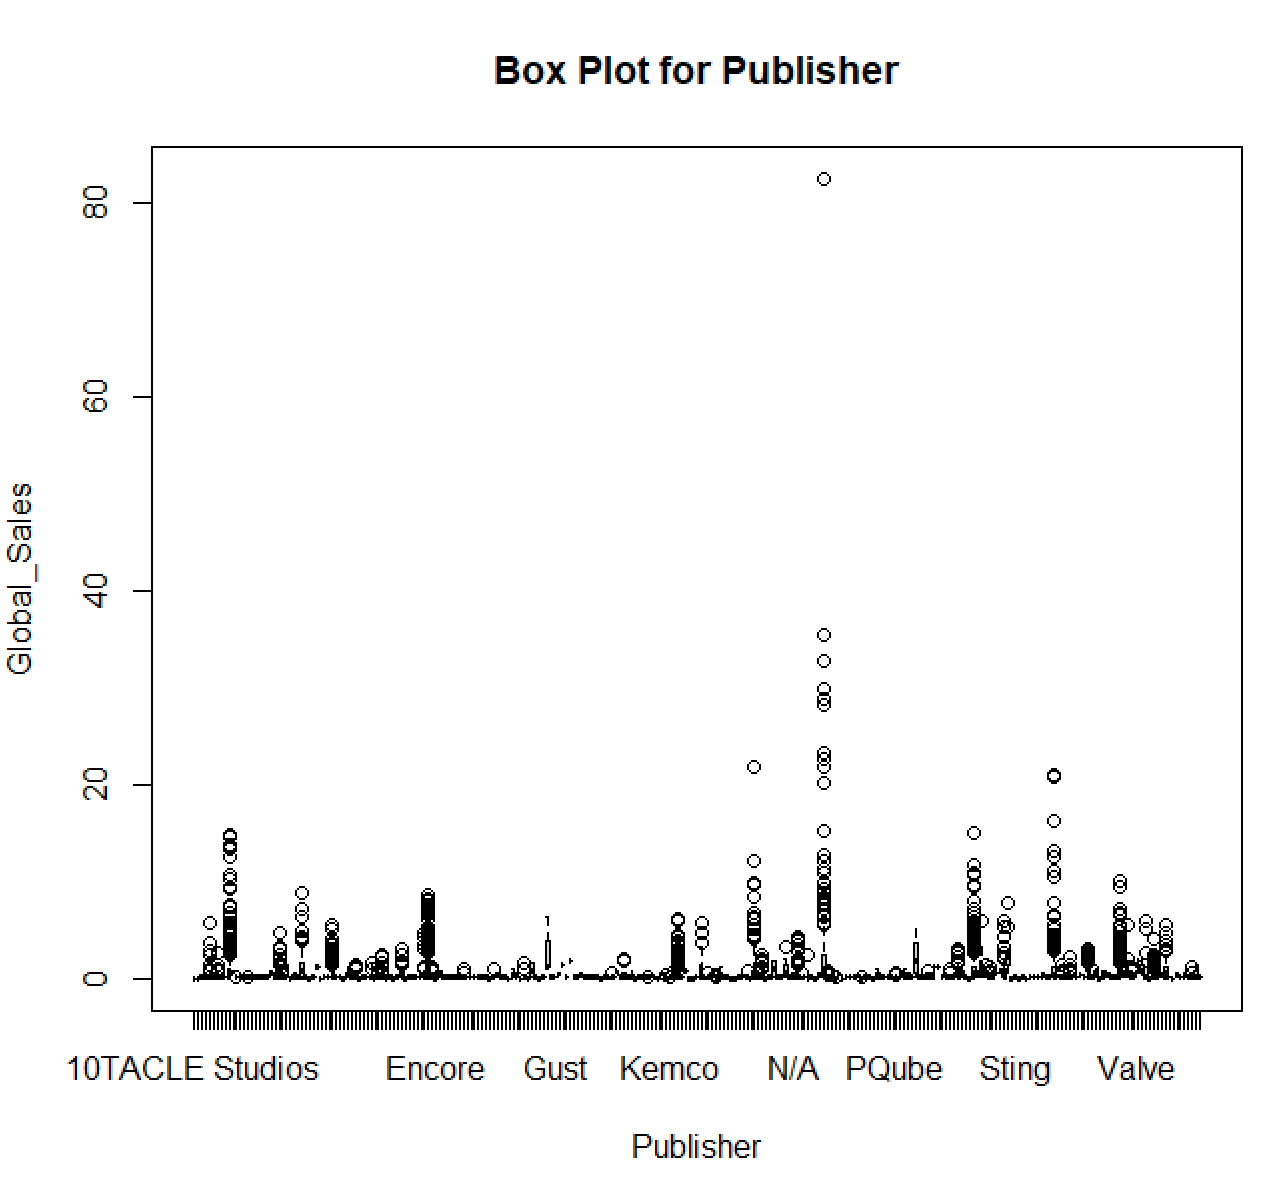 Box Plot for Publisher
80
60
40
20
0
Global_Sales
10TACLE Studios Encore Gust Kemco N/A PQube Sting Valve
Publisher